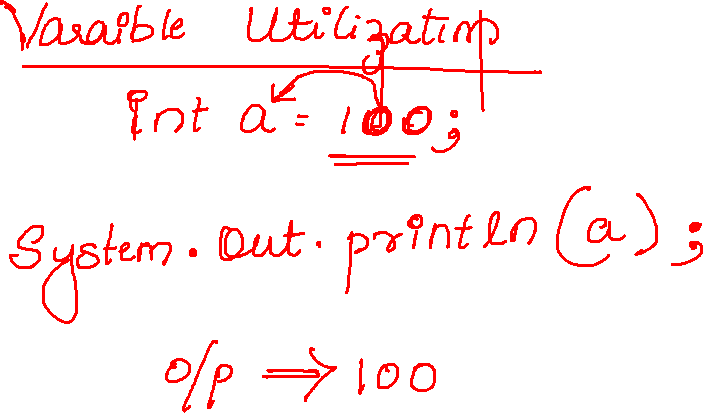 Varaible Utilization
int a = 100;
System.out.println(a);
o/p ⇒ 100